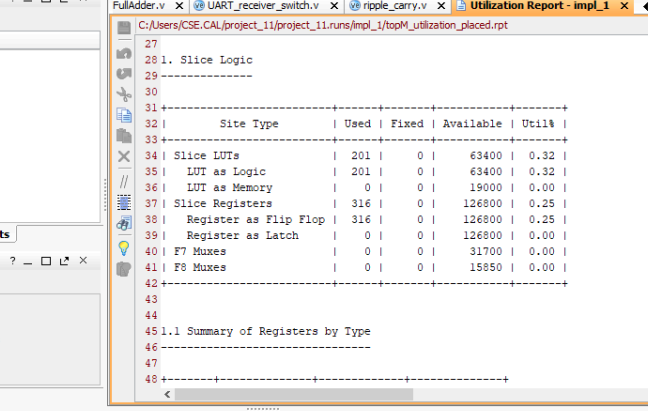 FullAdder.v × UART_receiver_switch.v × ripple_carry.v × Utilization Report - impl_1 ×
C:/Users/CSE.CAL/project_11/project_11.runs/impl_1/topM_utilization_placed.rpt
27
28 1. Slice Logic
29 --------------
30
31 +----------------------------+------+-------+-----------+-------+
32 |          Site Type         | Used | Fixed | Available | Util% |
33 +----------------------------+------+-------+-----------+-------+
34 | Slice LUTs                 |  201 |     0 |     63400 |  0.32 |
35 |   LUT as Logic             |  201 |     0 |     63400 |  0.32 |
36 |   LUT as Memory            |    0 |     0 |     19000 |  0.00 |
37 | Slice Registers            |  316 |     0 |    126800 |  0.25 |
38 |   Register as Flip Flop    |  316 |     0 |    126800 |  0.25 |
39 |   Register as Latch        |    0 |     0 |    126800 |  0.00 |
40 | F7 Muxes                   |    0 |     0 |     31700 |  0.00 |
41 | F8 Muxes                   |    0 |     0 |     15850 |  0.00 |
42 +----------------------------+------+-------+-----------+-------+
43
44
45 1.1 Summary of Registers by Type
46 --------------------------------
47
48 +-------+--------------+-------------+--------------+
ts